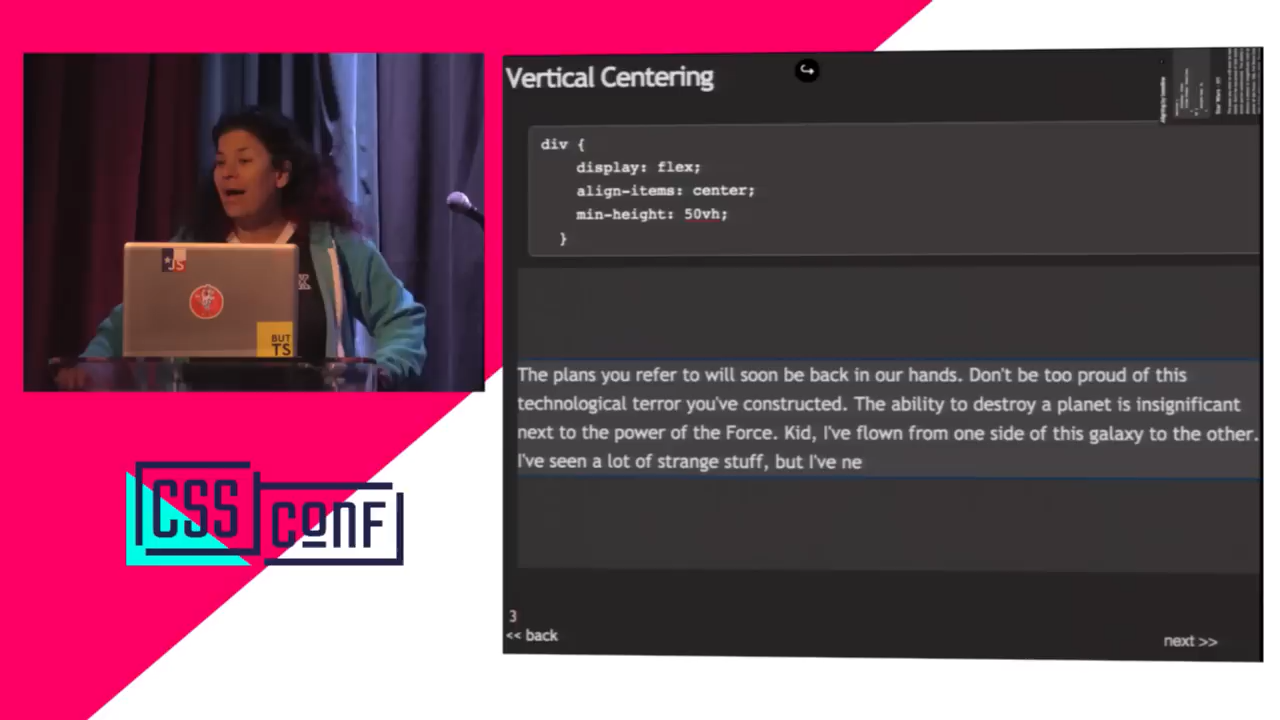 Vertical Centering
div {
display: flex;
align-items: center;
min-height: 50vh;
}
The plans you refer to will soon be back in our hands. Don't be too proud of this
technological terror you've constructed. The ability to destroy a planet is insignificant
next to the power of the Force. Kid, I've flown from one side of this galaxy to the other.
I've seen a lot of strange stuff, but I've ne
3
<< back
next >>
JS
BUT
TS
CSS
CONF